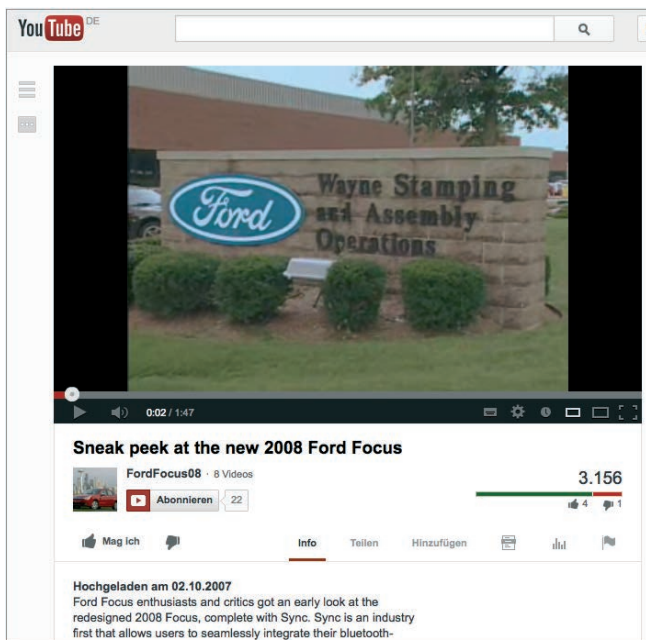 YouTube DE
Ford
Wayne Stamping
and Assembly
Operations
0:02 / 1:47
Sneak peek at the new 2008 Ford Focus
FordFocus08 · 8 Videos
Abonnieren 22
3.156
4 1
Mag ich
Info Teilen Hinzufügen
Hochgeladen am 02.10.2007
Ford Focus enthusiasts and critics got an early look at the
redesigned 2008 Focus, complete with Sync. Sync is an industry
first that allows users to seamlessly integrate their bluetooth-